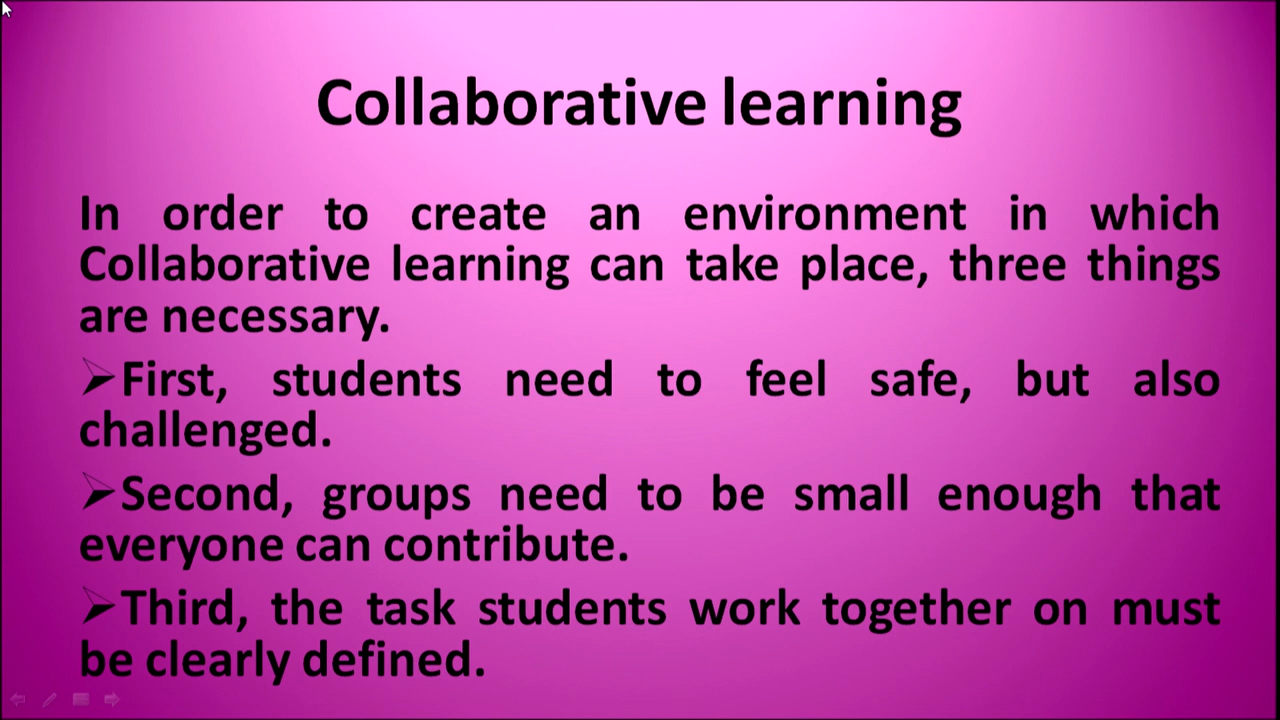 Collaborative learning
In order to create an environment in which
Collaborative learning can take place, three things
are necessary.
➢First, students need to feel safe, but also
challenged.
➢Second, groups need to be small enough that
everyone can contribute.
➢Third, the task students work together on must
be clearly defined.